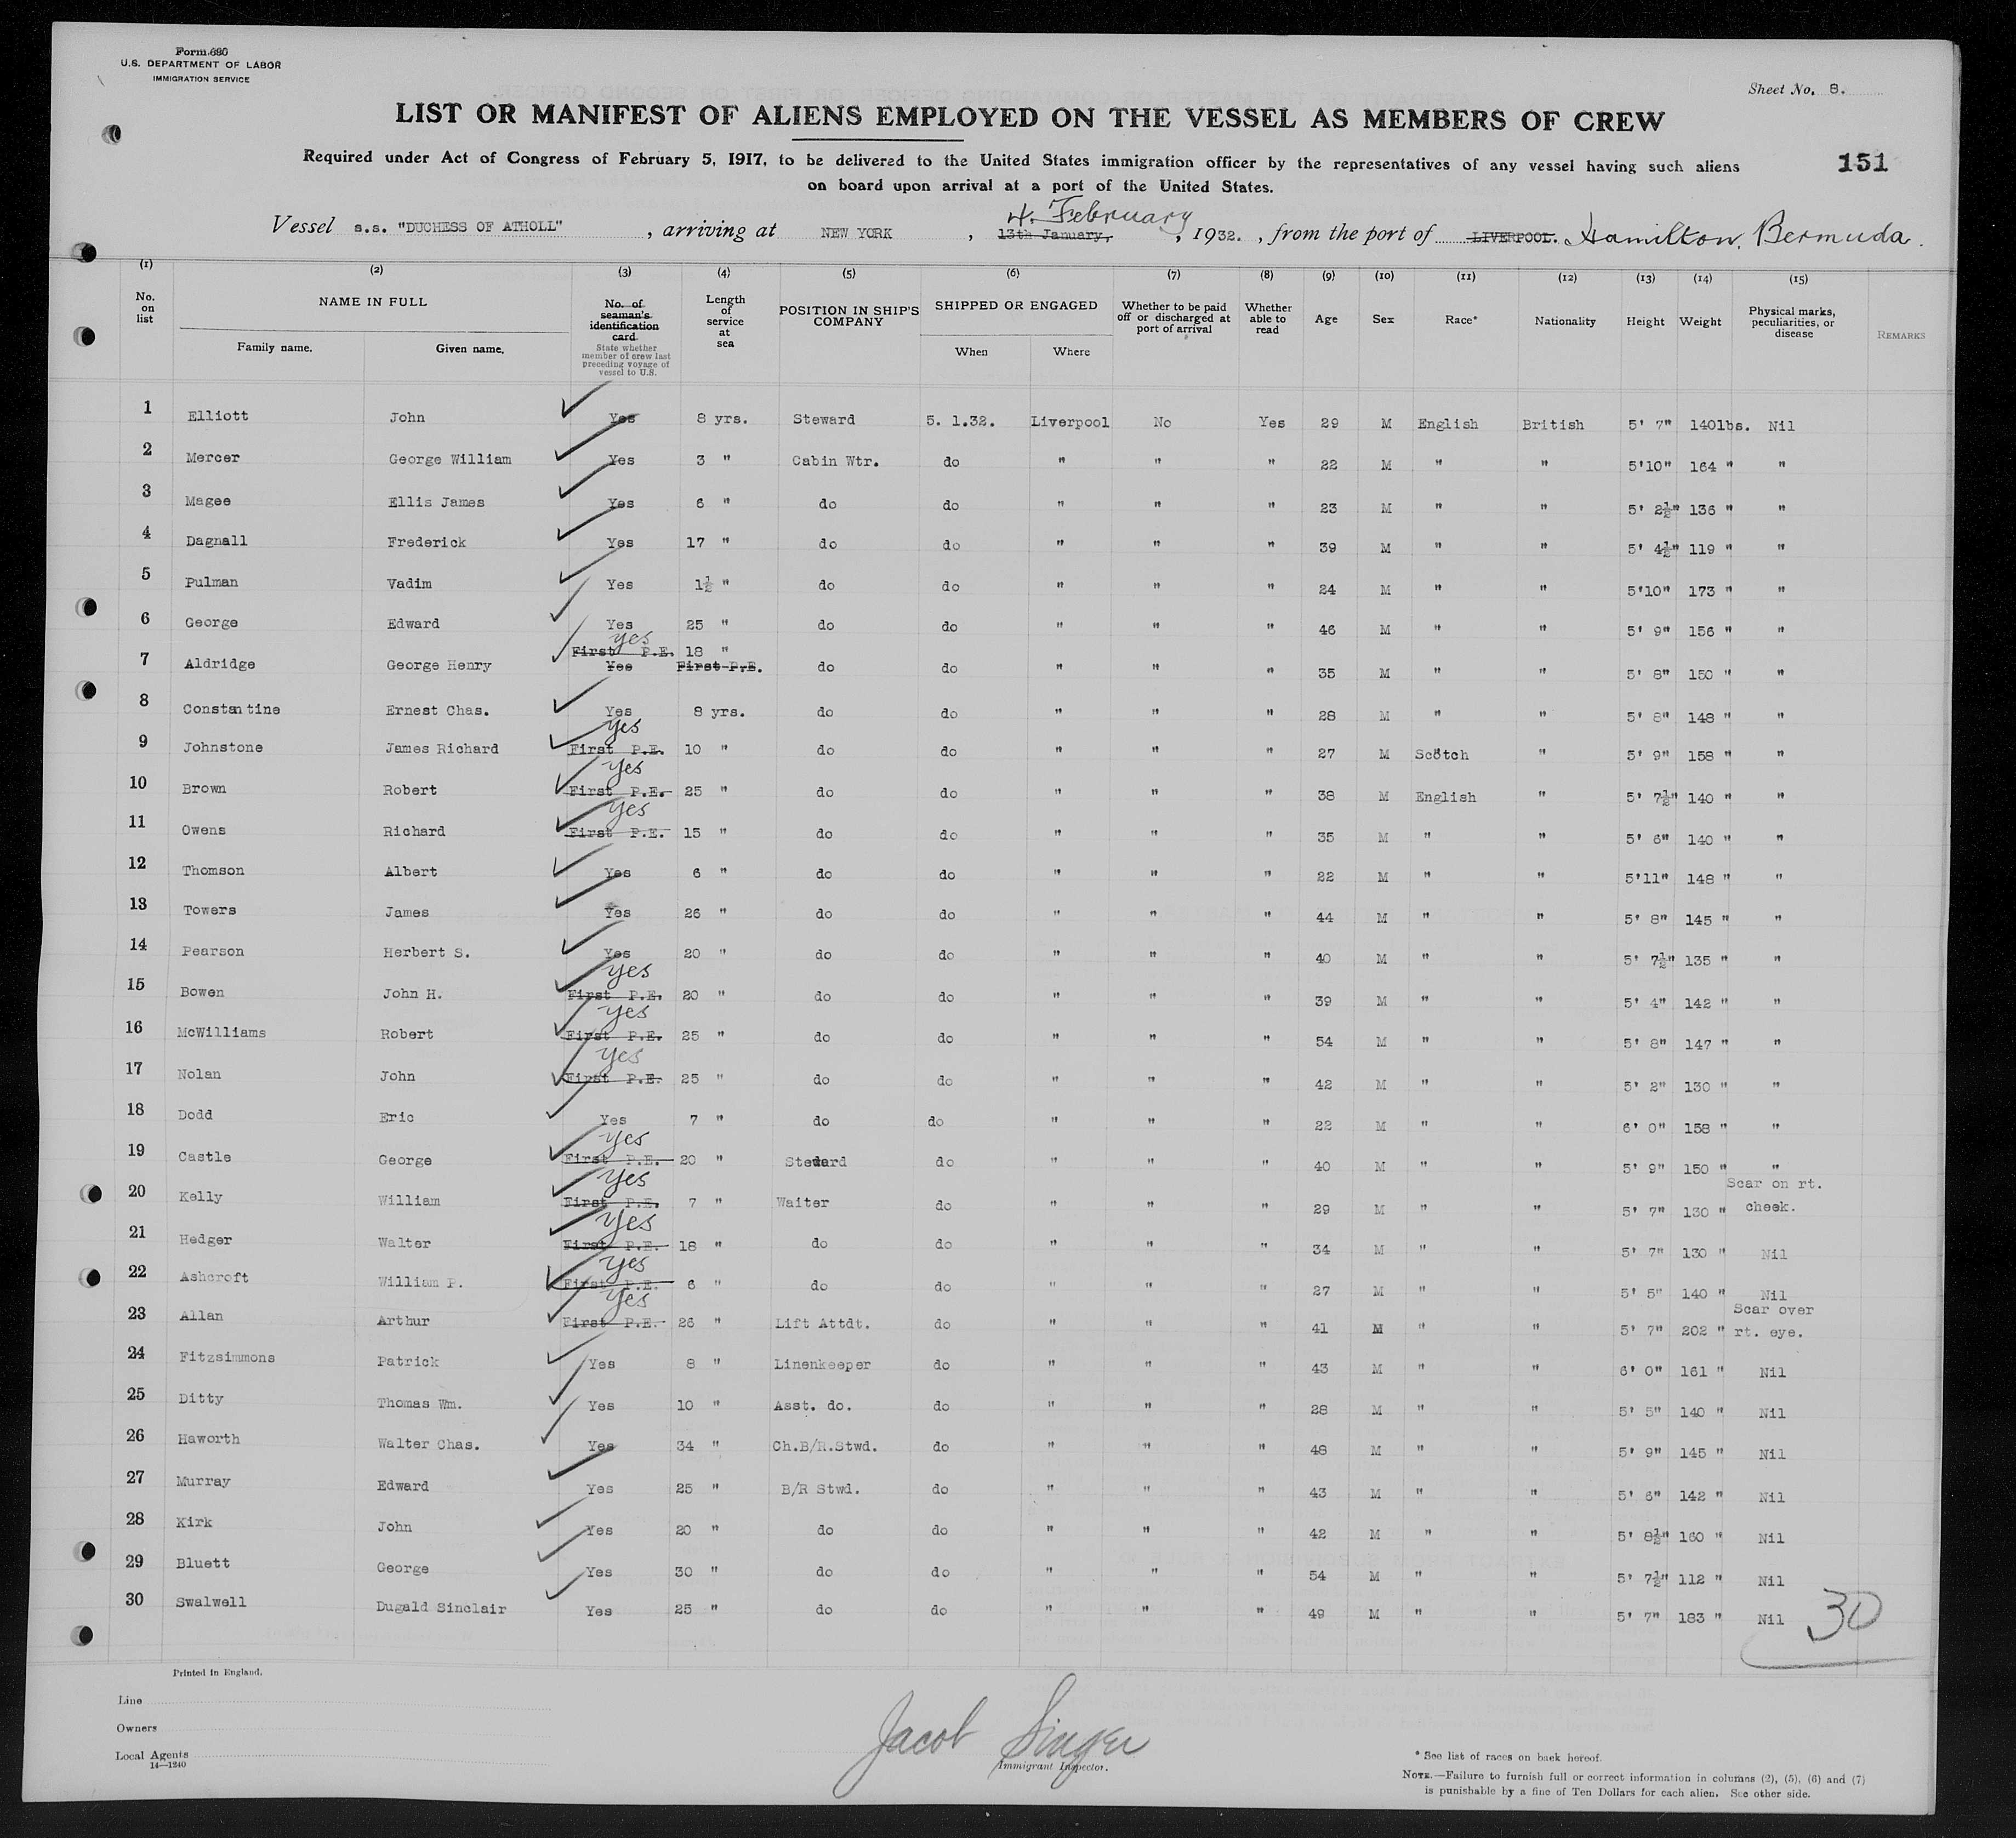 Form 680
U.S. DEPARTMENT OF LABOR
IMMIGRATION SERVICE
Sheet No. 8.
LIST OR MANIFEST OF ALIENS EMPLOYED ON THE VESSEL AS MEMBERS OF CREW
Required under Act of Congress of February 5, 1917, to be delivered to the United States immigration officer by the representatives of any vessel having such aliens
on board upon arrival at a port of the United States.
151
Vessel s.s. "DUCHESS OF ATHOLL", arriving at NEW YORK, 13th January, 4. February, 1932., from the port of LIVERPOOL. Hamilton, Bermuda.
(1) (2) (3) (4) (5) (6) (7) (8) (9) (10) (11) (12) (13) (14) (15)
No. on list NAME IN FULL Family name. Given name. No. of seaman's identification card State whether member of crew last preceding voyage of vessel to U.S. Length of service at sea POSITION IN SHIP'S COMPANY SHIPPED OR ENGAGED When Where Whether to be paid off or discharged at port of arrival Whether able to read Age Sex Race* Nationality Height Weight Physical marks, peculiarities, or disease REMARKS
1 Elliott John Yes 8 yrs. Steward 5. 1.32. Liverpool No Yes 29 M English British 5' 7" 140lbs. Nil
2 Mercer George William Yes 3 " Cabin Wtr. do " " " 22 M " " 5'10" 164 " "
3 Magee Ellis James Yes 6 " do do " " " 23 M " " 5' 2½" 136 " "
4 Dagnall Frederick Yes 17 " do do " " " 39 M " " 5' 4½" 119 " "
5 Pulman Vadim Yes 1½ " do do " " " 24 M " " 5'10" 173 " "
6 George Edward Yes 25 " do do " " " 46 M " " 5' 9" 156 " "
yes
First P.E. 18 "
7 Aldridge George Henry Yes First P.E. do do " " " 35 M " " 5' 8" 150 " "
8 Constantine Ernest Chas. Yes 8 yrs. do do " " " 28 M " " 5' 8" 148 " "
yes
9 Johnstone James Richard First P.E. 10 " do do " " " 27 M Scotch " 5' 9" 158 " "
yes
10 Brown Robert First P.E. 25 " do do " " " 38 M English " 5' 7½" 140 " "
yes
11 Owens Richard First P.E. 15 " do do " " " 35 M " " 5' 6" 140 " "
12 Thomson Albert Yes 6 " do do " " " 22 M " " 5'11" 148 " "
13 Towers James Yes 26 " do do " " " 44 M " " 5' 8" 145 " "
14 Pearson Herbert S. Yes 20 " do do " " " 40 M " " 5' 7½" 135 " "
yes
15 Bowen John H. First P.E. 20 " do do " " " 39 M " " 5' 4" 142 " "
yes
16 McWilliams Robert First P.E. 25 " do do " " " 54 M " " 5' 8" 147 " "
yes
17 Nolan John First P.E. 25 " do do " " " 42 M " " 5' 2" 130 " "
18 Dodd Eric Yes 7 " do do " " " 22 M " " 6' 0" 158 " "
yes
19 Castle George First P.E. 20 " Steward do " " " 40 M " " 5' 9" 150 " "
yes
20 Kelly William First P.E. 7 " Waiter do " " " 29 M " " 5' 7" 130 " Scar on rt. cheek.
yes
21 Hedger Walter First P.E. 18 " do do " " " 34 M " " 5' 7" 130 " Nil
yes
22 Ashcroft William P. First P.E. 6 " do do " " " 27 M " " 5' 5" 140 " Nil
yes
23 Allan Arthur First P.E. 26 " Lift Attdt. do " " " 41 M " " 5' 7" 202 " Scar over rt. eye.
24 Fitzsimmons Patrick Yes 8 " Linenkeeper do " " " 43 M " " 6' 0" 161 " Nil
25 Ditty Thomas Wm. Yes 10 " Asst. do. do " " " 28 M " " 5' 5" 140 " Nil
26 Haworth Walter Chas. Yes 34 " Ch.B/R.Stwd. do " " " 48 M " " 5' 9" 145 " Nil
27 Murray Edward Yes 25 " B/R Stwd. do " " " 43 M " " 5' 6" 142 " Nil
28 Kirk John Yes 20 " do do " " " 42 M " " 5' 8½" 160 " Nil
29 Bluett George Yes 30 " do do " " " 54 M " " 5' 7½" 112 " Nil
30 Swalwell Dugald Sinclair Yes 25 " do do " " " 49 M " " 5' 7" 183 " Nil
30
Printed in England.
Line
Owners
Local Agents
14—1240
Jacob Singer
Immigrant Inspector.
* See list of races on back hereof.
NOTE.—Failure to furnish full or correct information in columns (2), (5), (6) and (7)
is punishable by a fine of Ten Dollars for each alien. See other side.